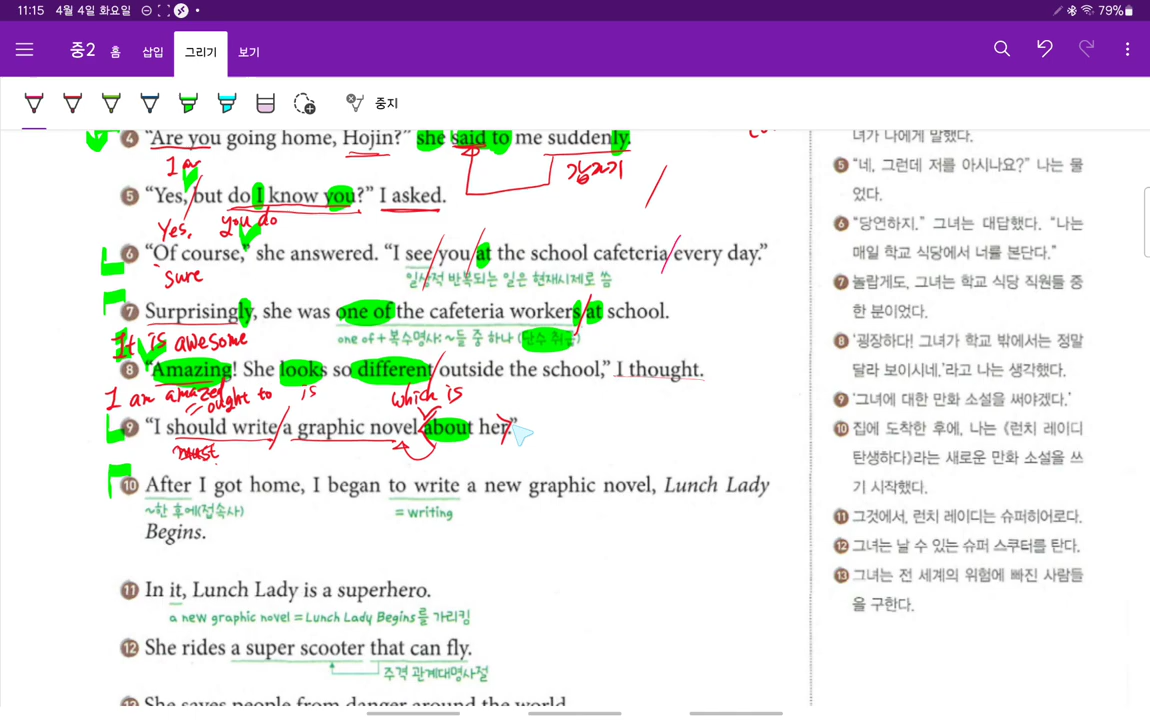 11:15 4월 4일 화요일 79%
중2 홈 삽입 그리기 보기
중지
④ “Are you going home, Hojin?” she said to me suddenly.
I am
갑자기
⑤ “Yes, but do I know you?” I asked.
Yes, you do
⑥ “Of course,” she answered. “I see you at the school cafeteria every day.”
sure
일상적 반복되는 일은 현재시제로 씀
⑦ Surprisingly, she was one of the cafeteria workers at school.
It is awesome
one of + 복수명사: ~들 중 하나 (단수 취급)
⑧ “Amazing! She looks so different outside the school,” I thought.
I am amazed
ought to
is
which is
⑨ “I should write a graphic novel about her.”
must
⑩ After I got home, I began to write a new graphic novel, Lunch Lady
Begins.
~한 후에(접속사)
= writing
⑪ In it, Lunch Lady is a superhero.
a new graphic novel = Lunch Lady Begins를 가리킴
⑫ She rides a super scooter that can fly.
주격 관계대명사절
⑬ She saves people from danger around the world.
녀가 나에게 말했다.
⑤ “네, 그런데 저를 아시나요?” 나는 물
었다.
⑥ “당연하지.” 그녀는 대답했다. “나는
매일 학교 식당에서 너를 본단다.”
⑦ 놀랍게도, 그녀는 학교 식당 직원들 중
한 분이었다.
⑧ ‘굉장하다! 그녀가 학교 밖에서는 정말
달라 보이시네.’라고 나는 생각했다.
⑨ ‘그녀에 대한 만화 소설을 써야겠다.’
⑩ 집에 도착한 후에, 나는 《런치 레이디
탄생하다》라는 새로운 만화 소설을 쓰
기 시작했다.
⑪ 그것에서, 런치 레이디는 슈퍼히어로다.
⑫ 그녀는 날 수 있는 슈퍼 스쿠터를 탄다.
⑬ 그녀는 전 세계의 위험에 빠진 사람들
을 구한다.